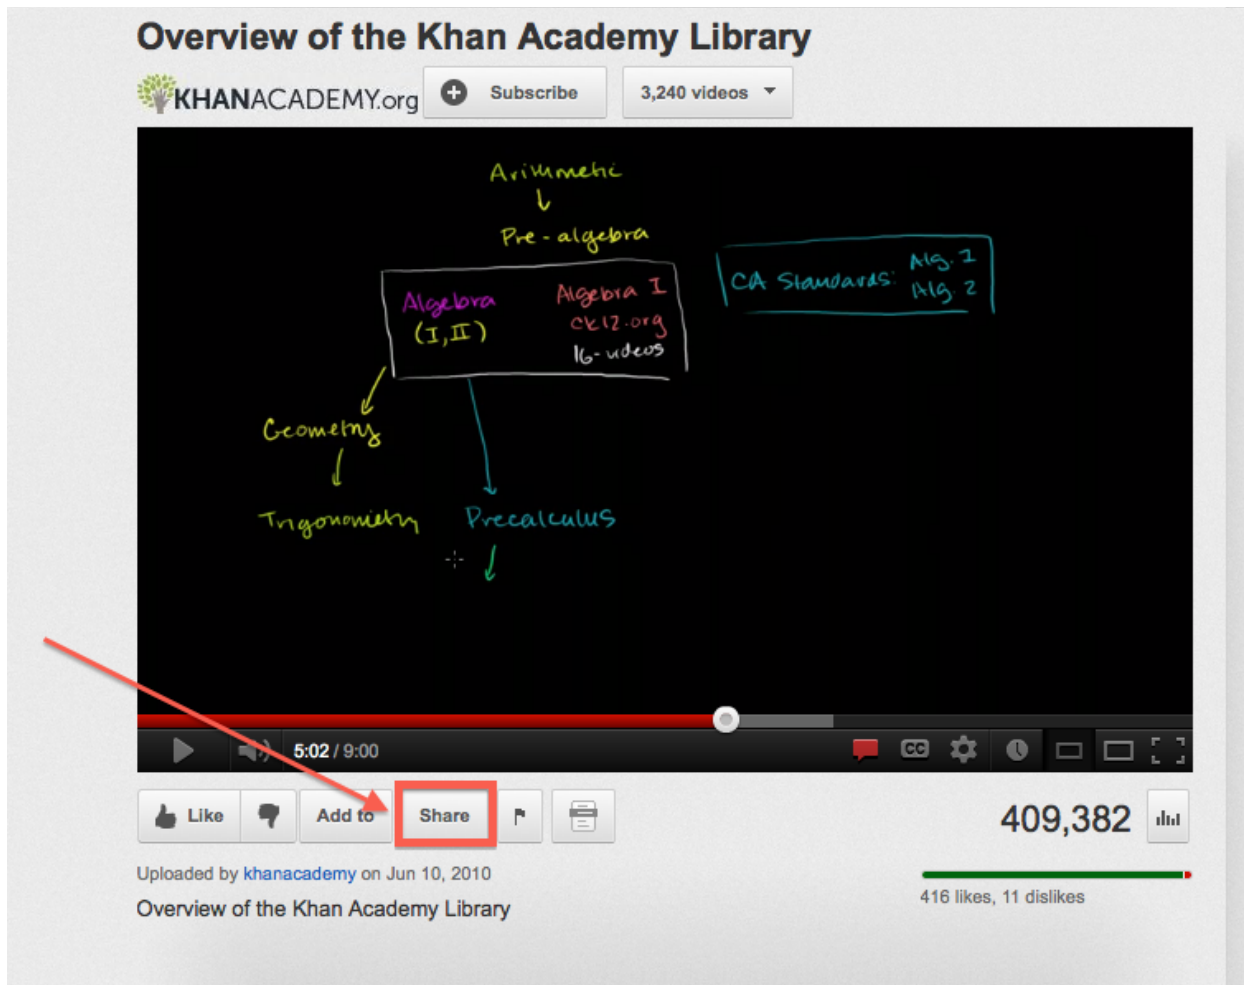 Overview of the Khan Academy Library
KHANACADEMY.org
Subscribe
3,240 videos
Arithmetic
Pre-algebra
Algebra
(I,II)
Algebra I
ck12.org
16-videos
CA Standards: Alg. 1
Alg. 2
Geometry
Trigonometry
Precalculus
5:02 / 9:00
CC
Like
Add to
Share
409,382
Uploaded by khanacademy on Jun 10, 2010
416 likes, 11 dislikes
Overview of the Khan Academy Library